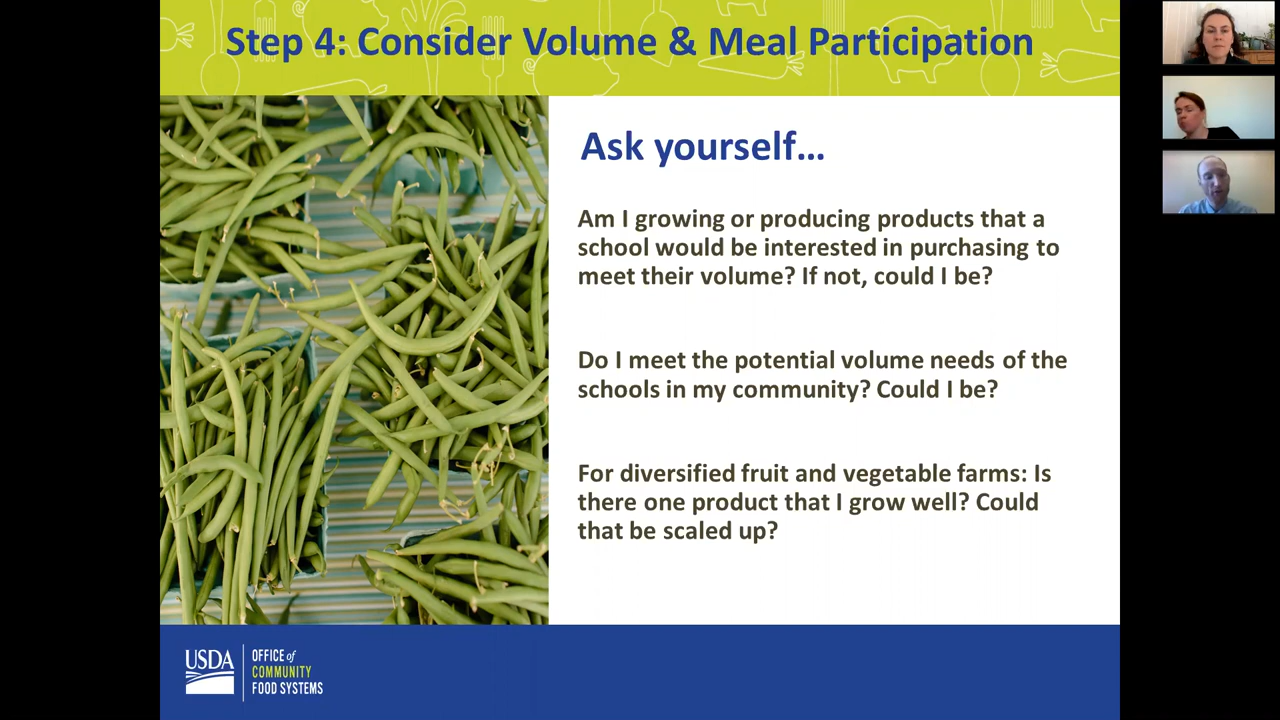 Step 4: Consider Volume & Meal Participation
Ask yourself...
Am I growing or producing products that a
school would be interested in purchasing to
meet their volume? If not, could I be?
Do I meet the potential volume needs of the
schools in my community? Could I be?
For diversified fruit and vegetable farms: Is
there one product that I grow well? Could
that be scaled up?
USDA
OFFICE of
COMMUNITY
FOOD SYSTEMS